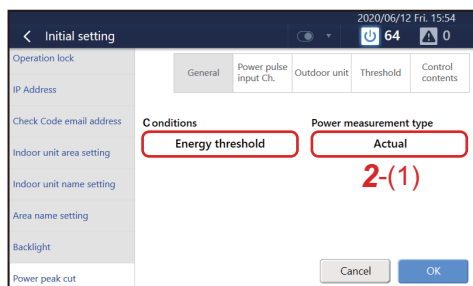 2020/06/12 Fri. 15:54
Initial setting
64
0
Operation lock
IP Address
Check Code email address
Indoor unit area setting
Indoor unit name setting
Area name setting
Backlight
Power peak cut
General
Power pulse
input Ch.
Outdoor unit
Threshold
Control
contents
Conditions
Power measurement type
Energy threshold
Actual
2-(1)
Cancel
OK